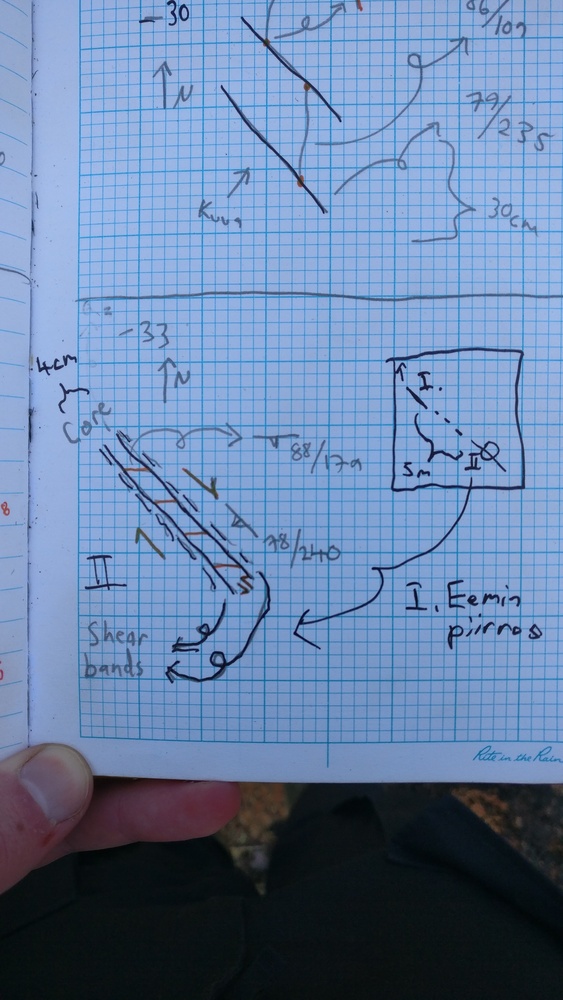 -30
86/109
N
79/235
Kuva
30cm
-33
4cm
N
Core
I.
88/179
5m
II
78/240
II
I. Eemin
piirros
Shear
bands
Rite in the Rain